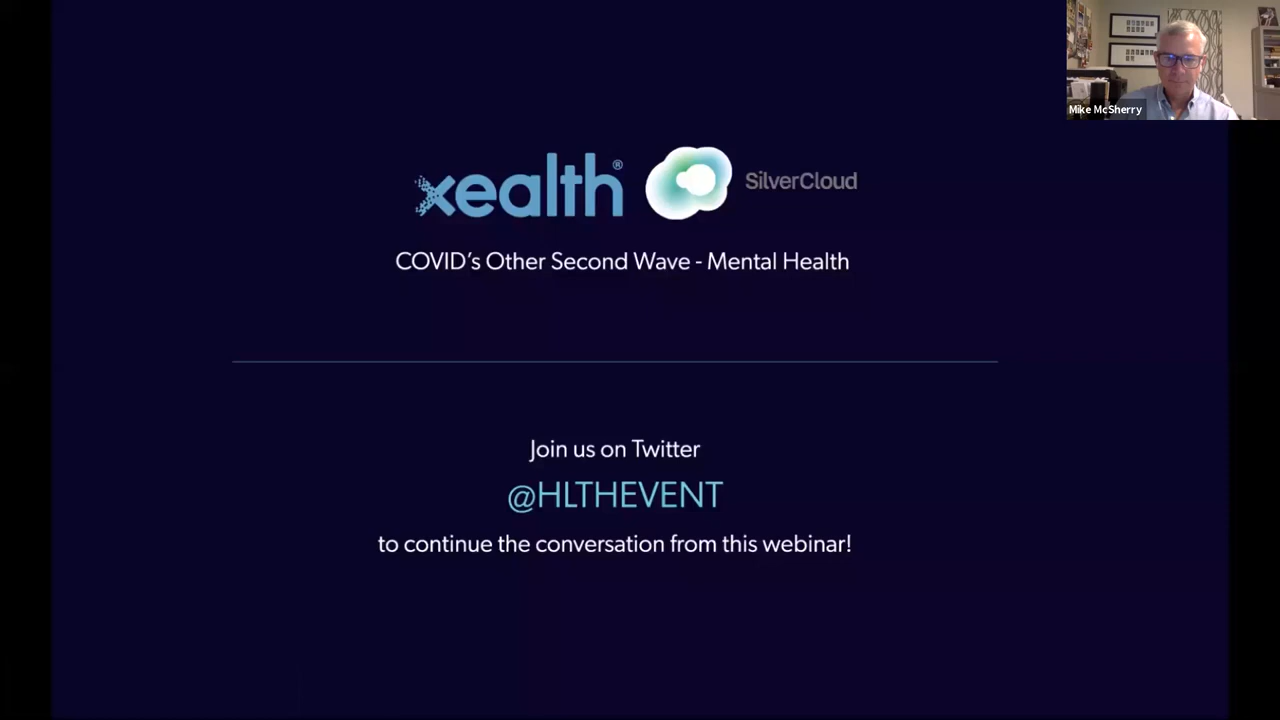 Mike McSherry
xealth®
SilverCloud
COVID's Other Second Wave - Mental Health
Join us on Twitter
@HLTHEVENT
to continue the conversation from this webinar!